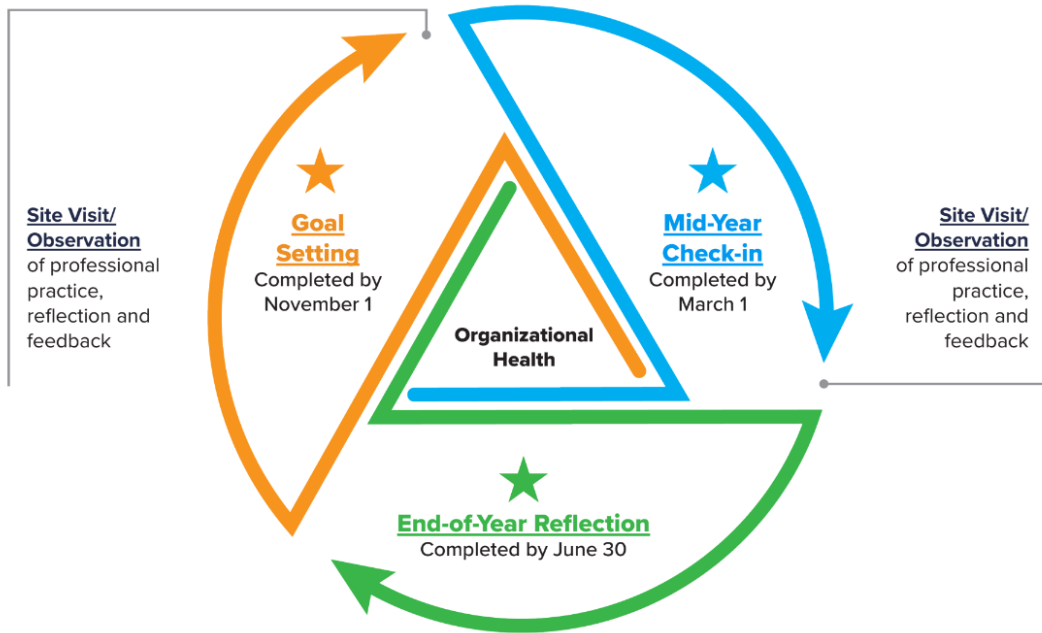 Site Visit/
Observation
of professional
practice,
reflection and
feedback
Goal
Setting
Completed by
November 1
Mid-Year
Check-in
Completed by
March 1
Site Visit/
Observation
of professional
practice,
reflection and
feedback
Organizational
Health
End-of-Year Reflection
Completed by June 30